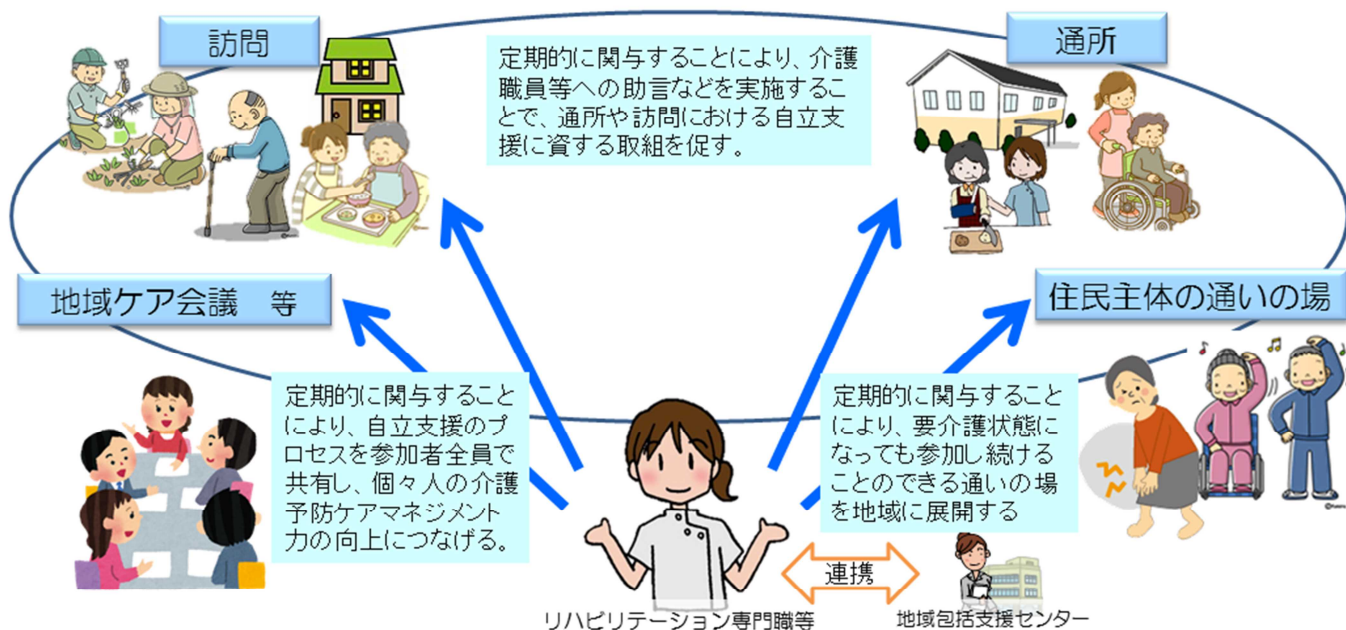 訪問
通所
定期的に関与することにより、介護
職員等への助言などを実施するこ
とで、通所や訪問における自立支
援に資する取組を促す。
地域ケア会議　等
住民主体の通いの場
定期的に関与すること
により、自立支援のプ
ロセスを参加者全員で
共有し、個々人の介護
予防ケアマネジメント
力の向上につなげる。
定期的に関与すること
により、要介護状態に
なっても参加し続ける
ことのできる通いの場
を地域に展開する
連携
リハビリテーション専門職等
地域包括支援センター